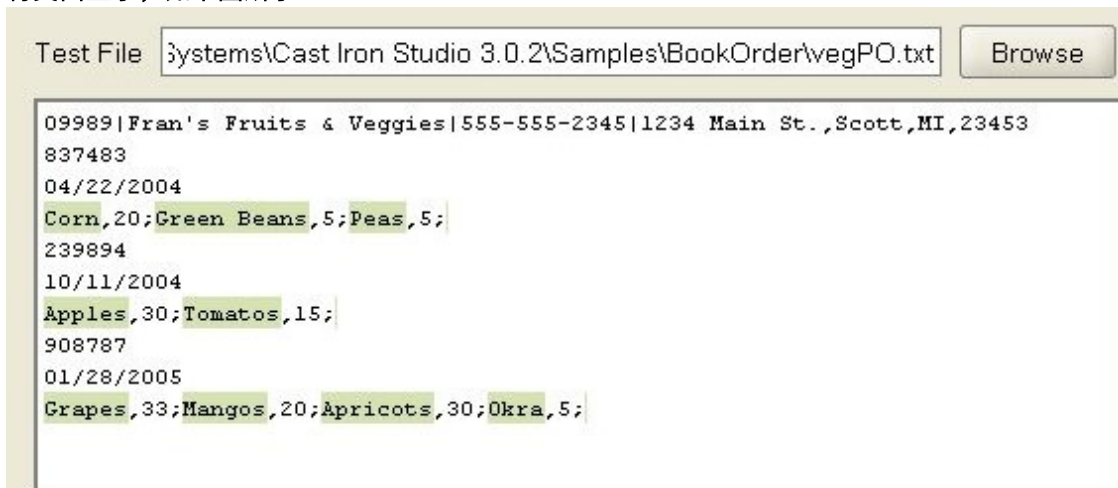 Test File Systems\Cast Iron Studio 3.0.2\Samples\BookOrder\vegPO.txt Browse
09989|Fran's Fruits & Veggies|555-555-2345|1234 Main St.,Scott,MI,23453
837483
04/22/2004
Corn,20;Green Beans,5;Peas,5;
239894
10/11/2004
Apples,30;Tomatos,15;
908787
01/28/2005
Grapes,33;Mangos,20;Apricots,30;Okra,5;